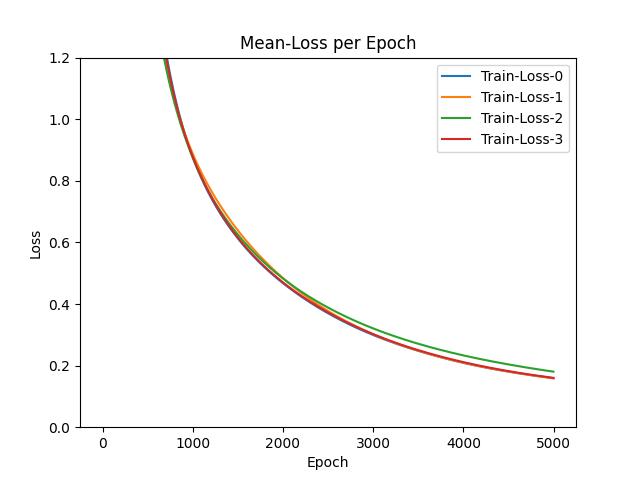 Mean-Loss per Epoch
1.2
1.0
0.8
0.6
0.4
0.2
0.0
Loss
Train-Loss-0
Train-Loss-1
Train-Loss-2
Train-Loss-3
0 1000 2000 3000 4000 5000
Epoch